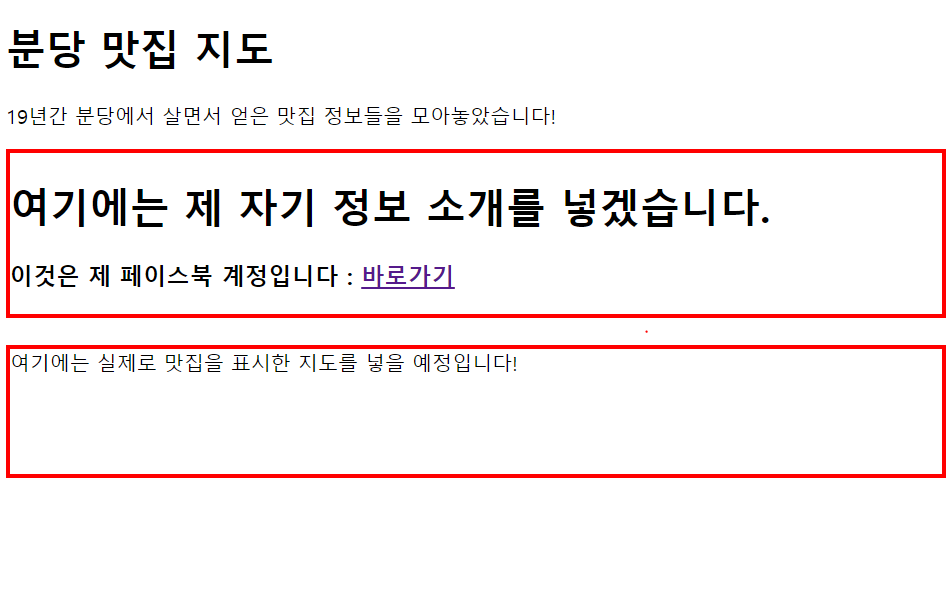 분당 맛집 지도
19년간 분당에서 살면서 얻은 맛집 정보들을 모아놓았습니다!
여기에는 제 자기 정보 소개를 넣겠습니다.
이것은 제 페이스북 계정입니다 : 바로가기
여기에는 실제로 맛집을 표시한 지도를 넣을 예정입니다!